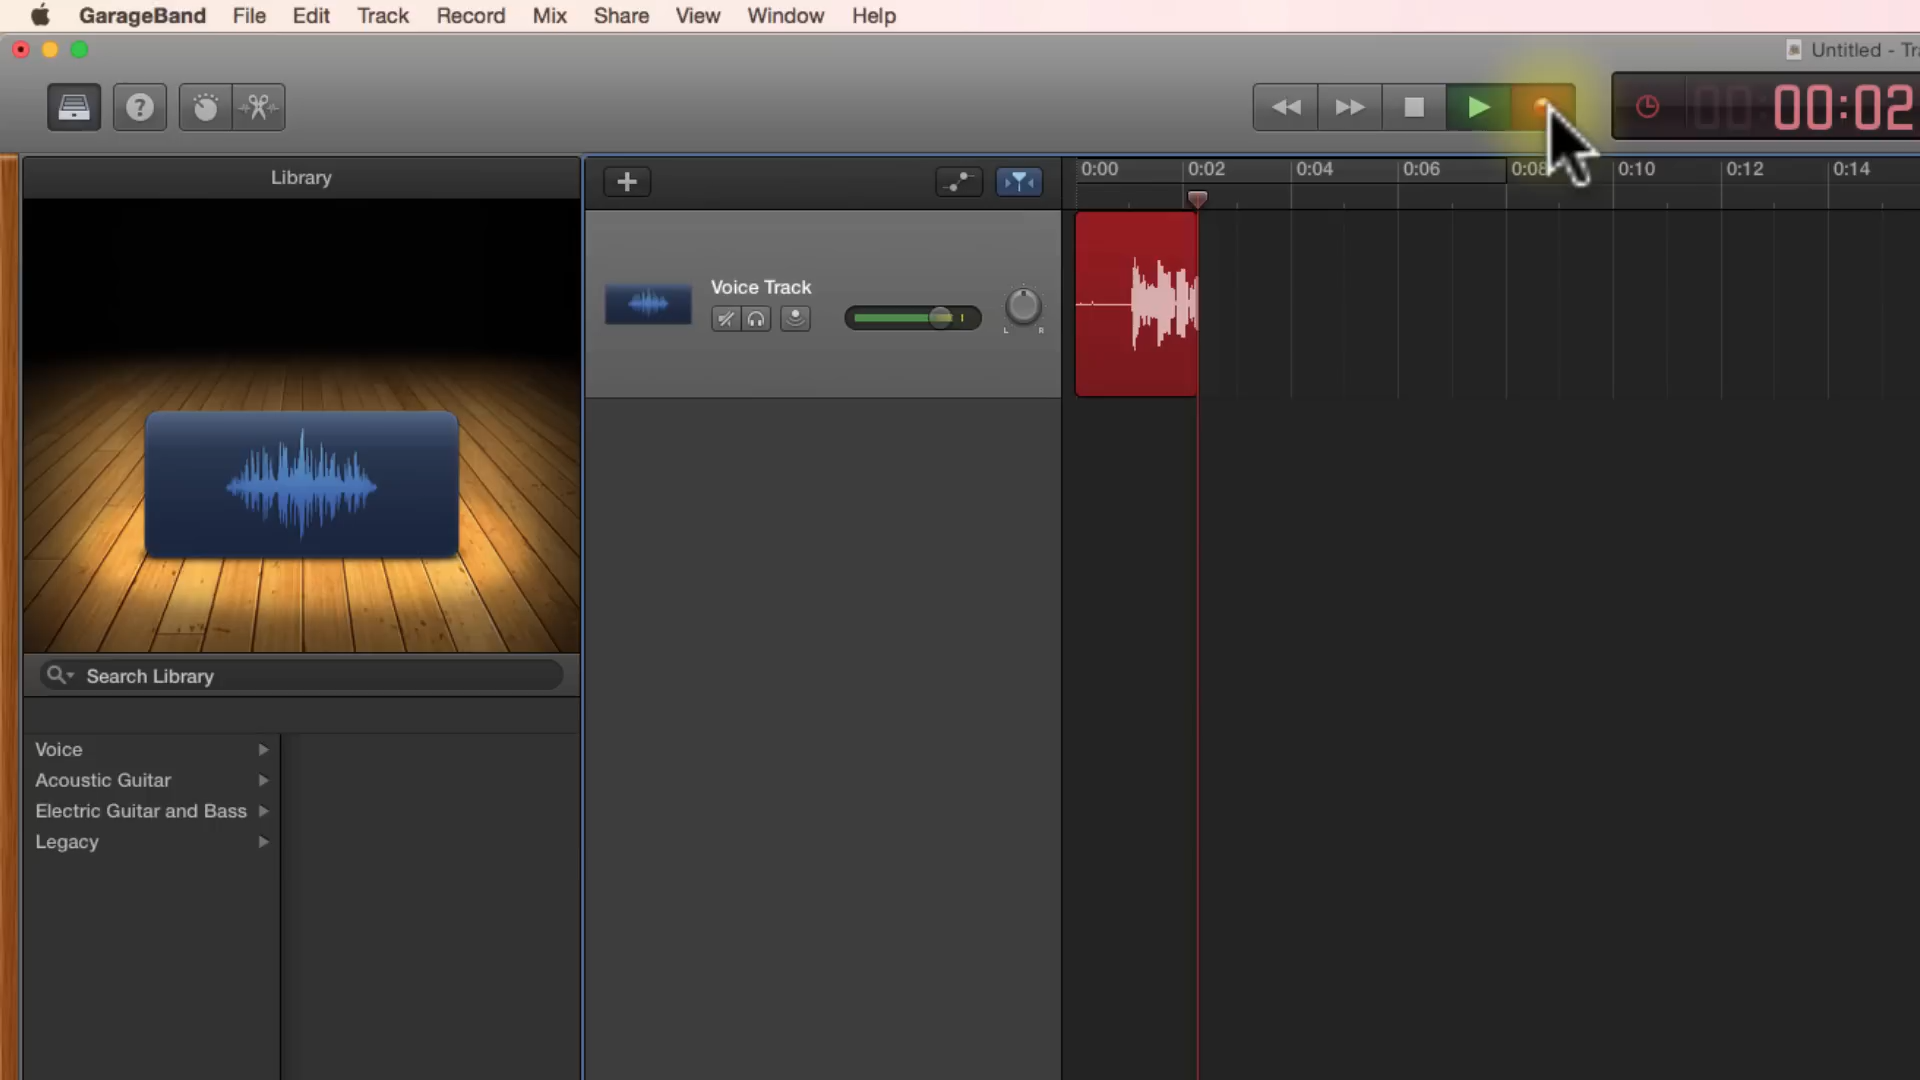 GarageBand File Edit Track Record Mix Share View Window Help
Untitled - Tra
00:02
Library
0:00 0:02 0:04 0:06 0:08 0:10 0:12 0:14
Voice Track
L R
Search Library
Voice
Acoustic Guitar
Electric Guitar and Bass
Legacy